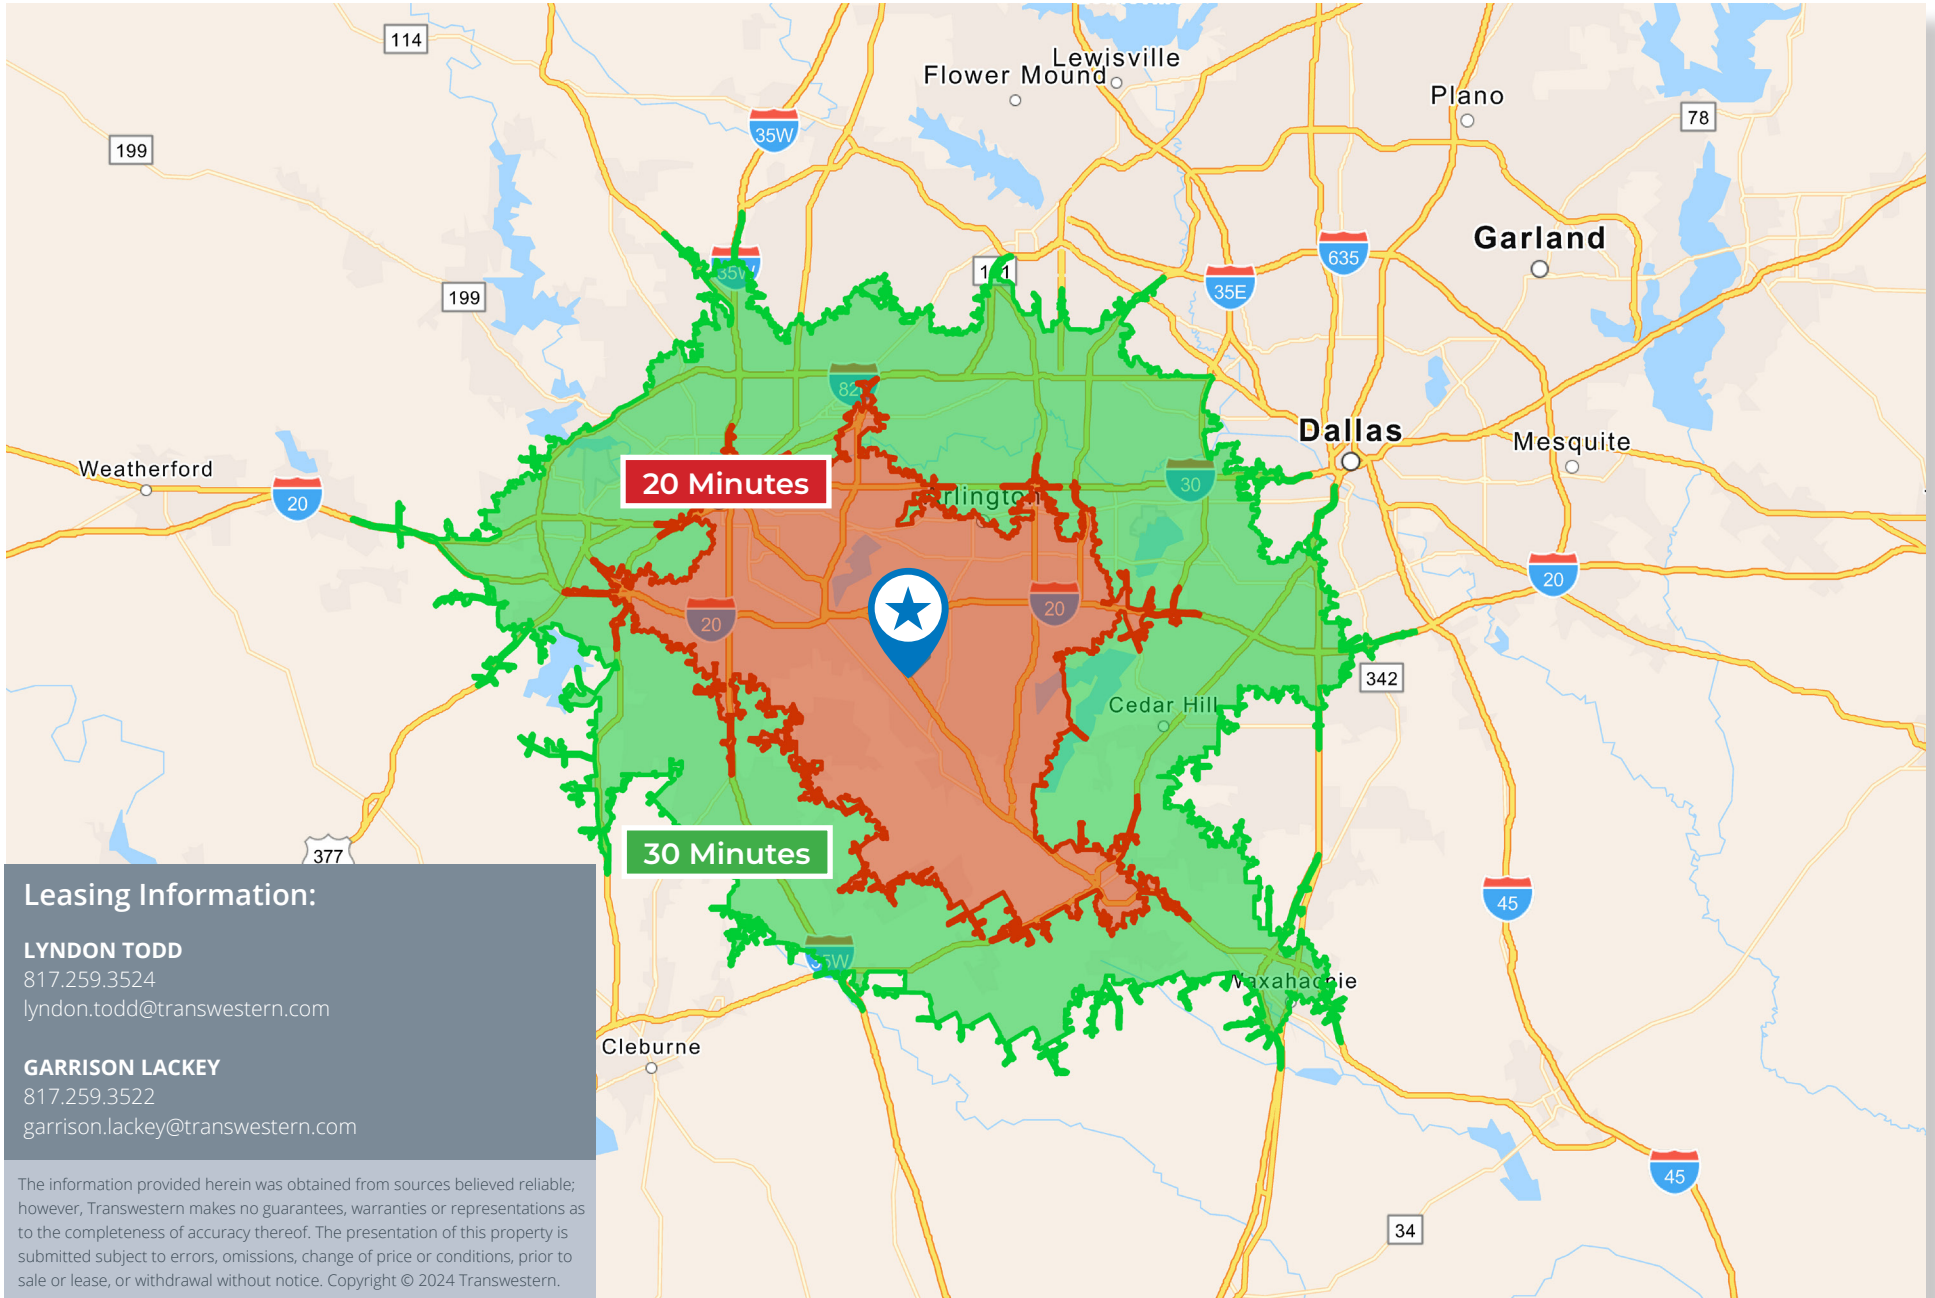 114
Lewisville
Flower Mound
Plano
78
35W
199
Garland
635
35W
199
35E
82
Dallas
Mesquite
Weatherford
20
20 Minutes
Arlington
30
20
20
20
342
Cedar Hill
377
30 Minutes
45
35W
Waxahachie
Cleburne
45
34
Leasing Information:
LYNDON TODD
817.259.3524
lyndon.todd@transwestern.com
GARRISON LACKEY
817.259.3522
garrison.lackey@transwestern.com
The information provided herein was obtained from sources believed reliable;
however, Transwestern makes no guarantees, warranties or representations as
to the completeness of accuracy thereof. The presentation of this property is
submitted subject to errors, omissions, change of price or conditions, prior to
sale or lease, or withdrawal without notice. Copyright © 2024 Transwestern.